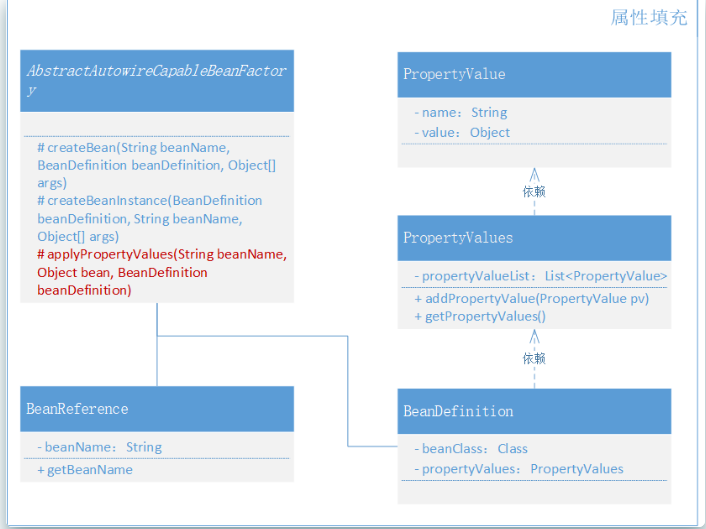 属性填充
AbstractAutowireCapableBeanFactor
y
# createBean(String beanName,
BeanDefinition beanDefinition, Object[]
args)
# createBeanInstance(BeanDefinition
beanDefinition, String beanName,
Object[] args)
# applyPropertyValues(String beanName,
Object bean, BeanDefinition
beanDefinition)
BeanReference
- beanName：String
+ getBeanName
PropertyValue
- name：String
- value：Object
依赖
PropertyValues
- propertyValueList：List<PropertyValue>
+ addPropertyValue(PropertyValue pv)
+ getPropertyValues()
依赖
BeanDefinition
- beanClass：Class
- propertyValues：PropertyValues